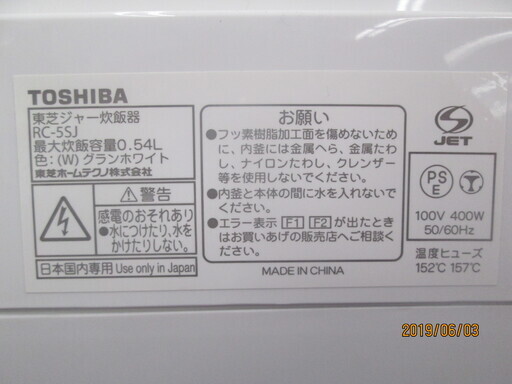 TOSHIBA
東芝ジャー炊飯器
RC-5SJ
最大炊飯容量0.54L
色:(W)グランホワイト
東芝ホームテクノ株式会社
⚠警告
感電のおそれあり
●水につけたり、水を
かけたりしない。
日本国内専用 Use only in Japan
お願い
●フッ素樹脂加工面を傷めないために、
内釜には金属へら、金属たわ
し、ナイロンたわし、クレンザー
等を使用しないでください。
●内釜と本体の間に水を入れないで
ください。
●エラー表示 F1 F2 が出たときは
お買いあげの販売店へご相談
ください。
MADE IN CHINA
S
JET
PS
E
100V 400W
50/60Hz
温度ヒューズ
152℃ 157℃
2019/06/03